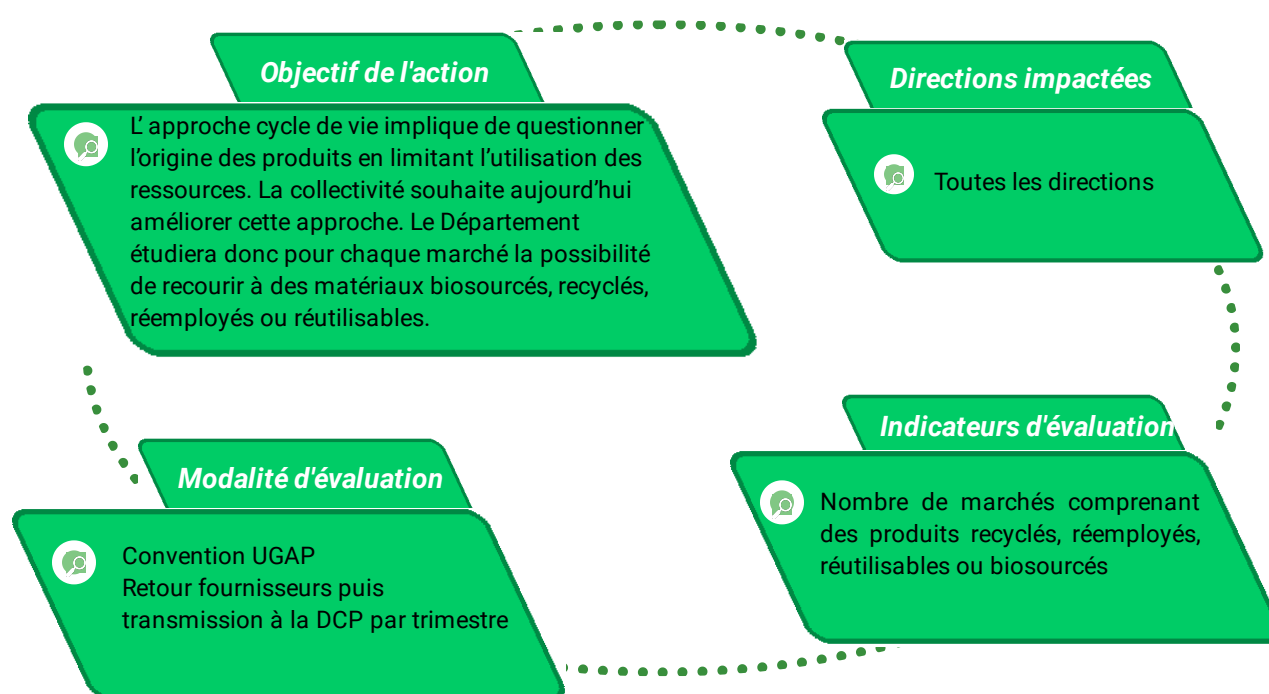 Objectif de l'action
L' approche cycle de vie implique de questionner
l'origine des produits en limitant l'utilisation des
ressources. La collectivité souhaite aujourd'hui
améliorer cette approche. Le Département
étudiera donc pour chaque marché la possibilité
de recourir à des matériaux biosourcés, recyclés,
réemployés ou réutilisables.
Directions impactées
Toutes les directions
Modalité d'évaluation
Convention UGAP
Retour fournisseurs puis
transmission à la DCP par trimestre
Indicateurs d'évaluation
Nombre de marchés comprenant
des produits recyclés, réemployés,
réutilisables ou biosourcés